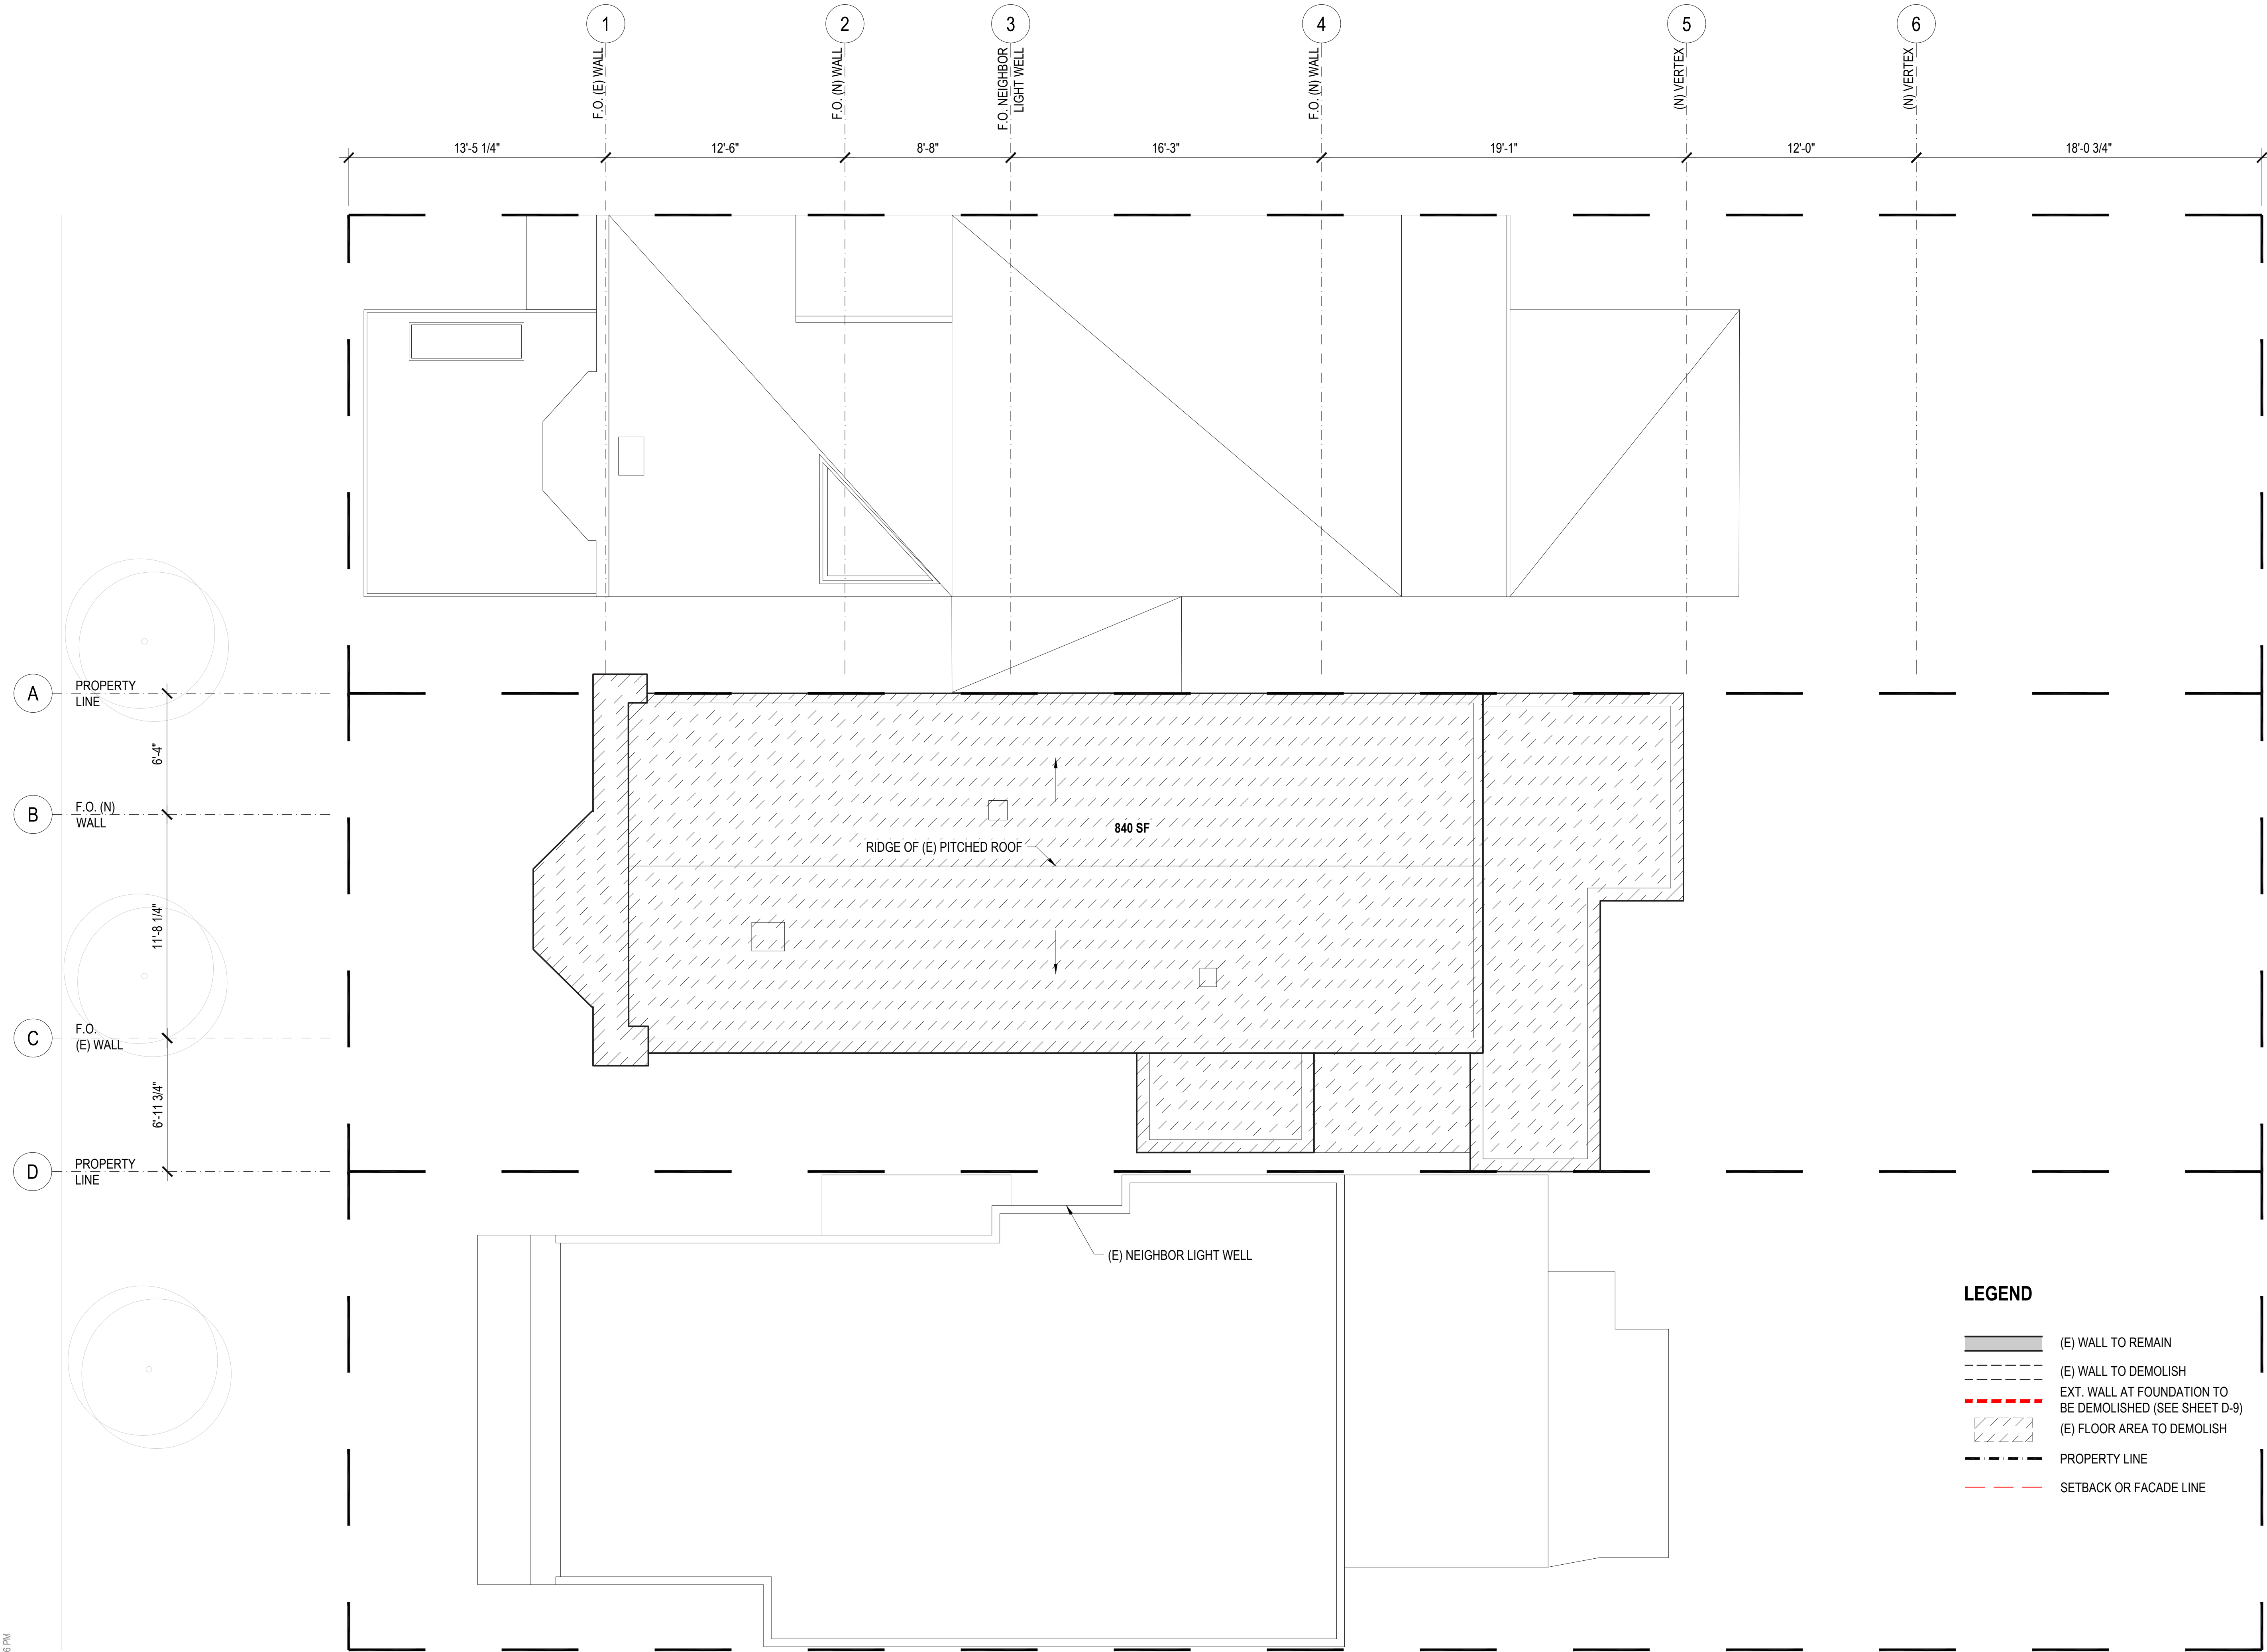 1
2
3
4
5
6
F.O. (E) WALL
F.O. (N) WALL
F.O. NEIGHBOR
LIGHT WELL
F.O. (N) WALL
(N) VERTEX
(N) VERTEX
13'-5 1/4"
12'-6"
8'-8"
16'-3"
19'-1"
12'-0"
18'-0 3/4"
A
PROPERTY
LINE
6'-4"
B
F.O. (N)
WALL
11'-8 1/4"
C
F.O.
(E) WALL
6'-11 3/4"
D
PROPERTY
LINE
840 SF
RIDGE OF (E) PITCHED ROOF
(E) NEIGHBOR LIGHT WELL
LEGEND
(E) WALL TO REMAIN
(E) WALL TO DEMOLISH
EXT. WALL AT FOUNDATION TO
BE DEMOLISHED (SEE SHEET D-9)
(E) FLOOR AREA TO DEMOLISH
PROPERTY LINE
SETBACK OR FACADE LINE
6 PM